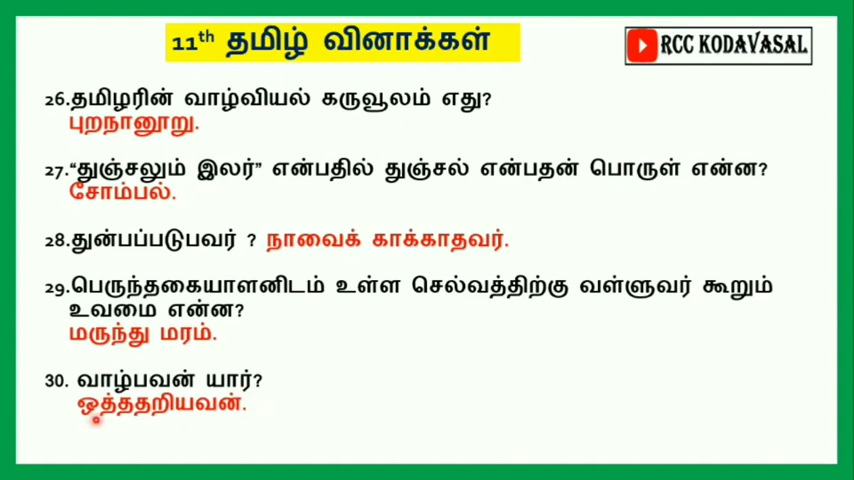 11th தமிழ் வினாக்கள்
RCC KODAVASAL
26.தமிழரின் வாழ்வியல் கருவூலம் எது?
புறநானூறு.
27.“துஞ்சலும் இலர்” என்பதில் துஞ்சல் என்பதன் பொருள் என்ன?
சோம்பல்.
28.துன்பப்படுபவர் ? நாவைக் காக்காதவர்.
29.பெருந்தகையாளனிடம் உள்ள செல்வத்திற்கு வள்ளுவர் கூறும்
உவமை என்ன?
மருந்து மரம்.
30. வாழ்பவன் யார்?
ஒத்ததறியவன்.